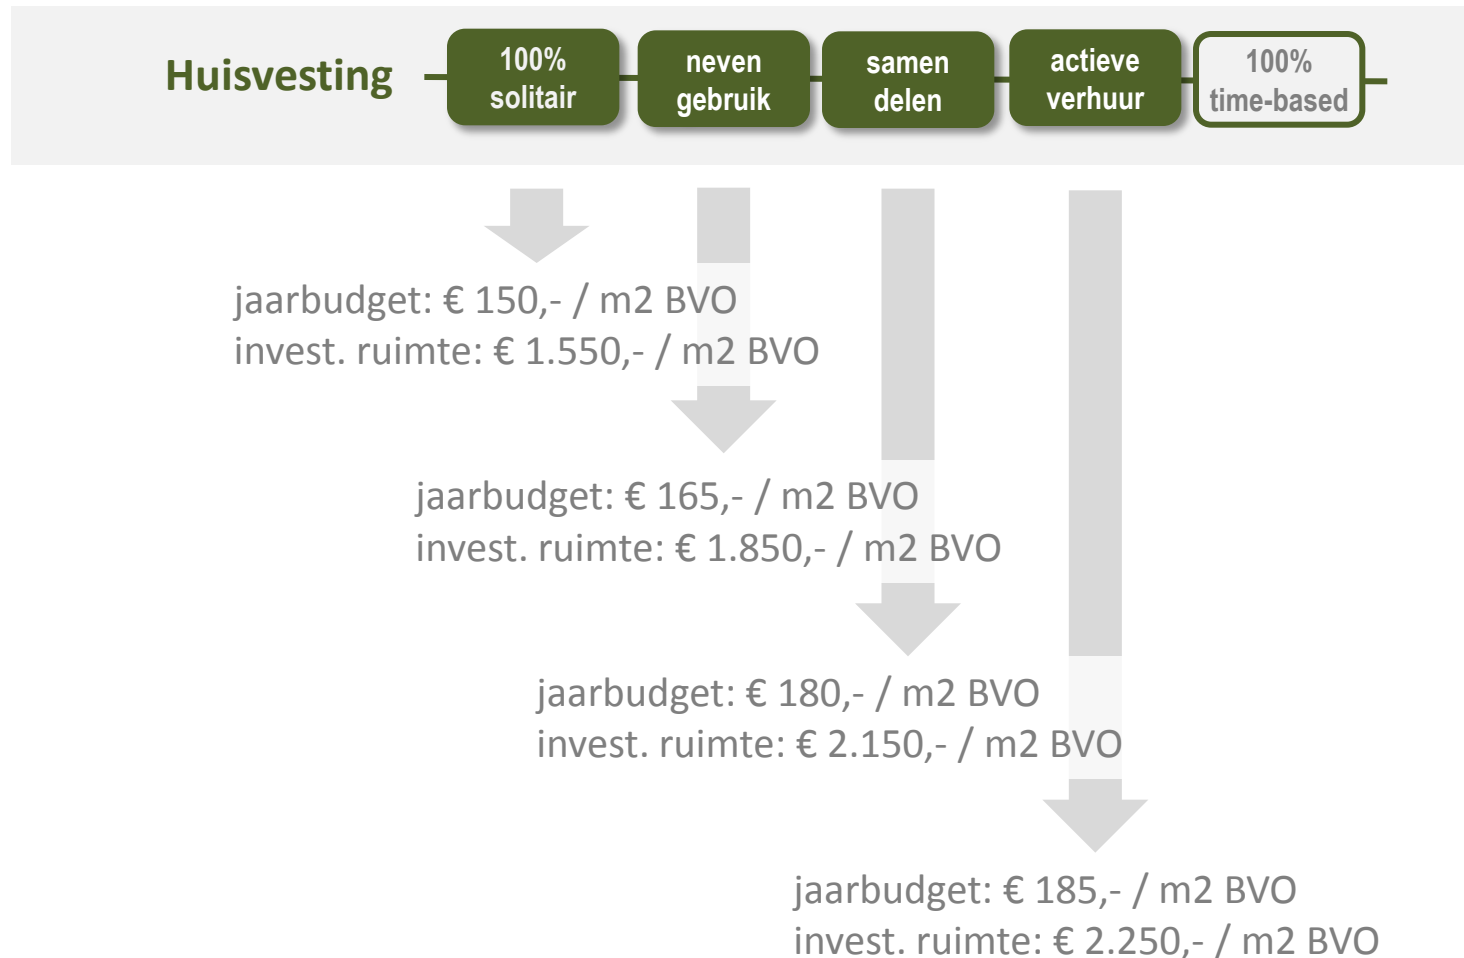 Huisvesting
100%
solitair
neven
gebruik
samen
delen
actieve
verhuur
100%
time-based
jaarbudget: € 150,- / m2 BVO
invest. ruimte: € 1.550,- / m2 BVO
jaarbudget: € 165,- / m2 BVO
invest. ruimte: € 1.850,- / m2 BVO
jaarbudget: € 180,- / m2 BVO
invest. ruimte: € 2.150,- / m2 BVO
jaarbudget: € 185,- / m2 BVO
invest. ruimte: € 2.250,- / m2 BVO